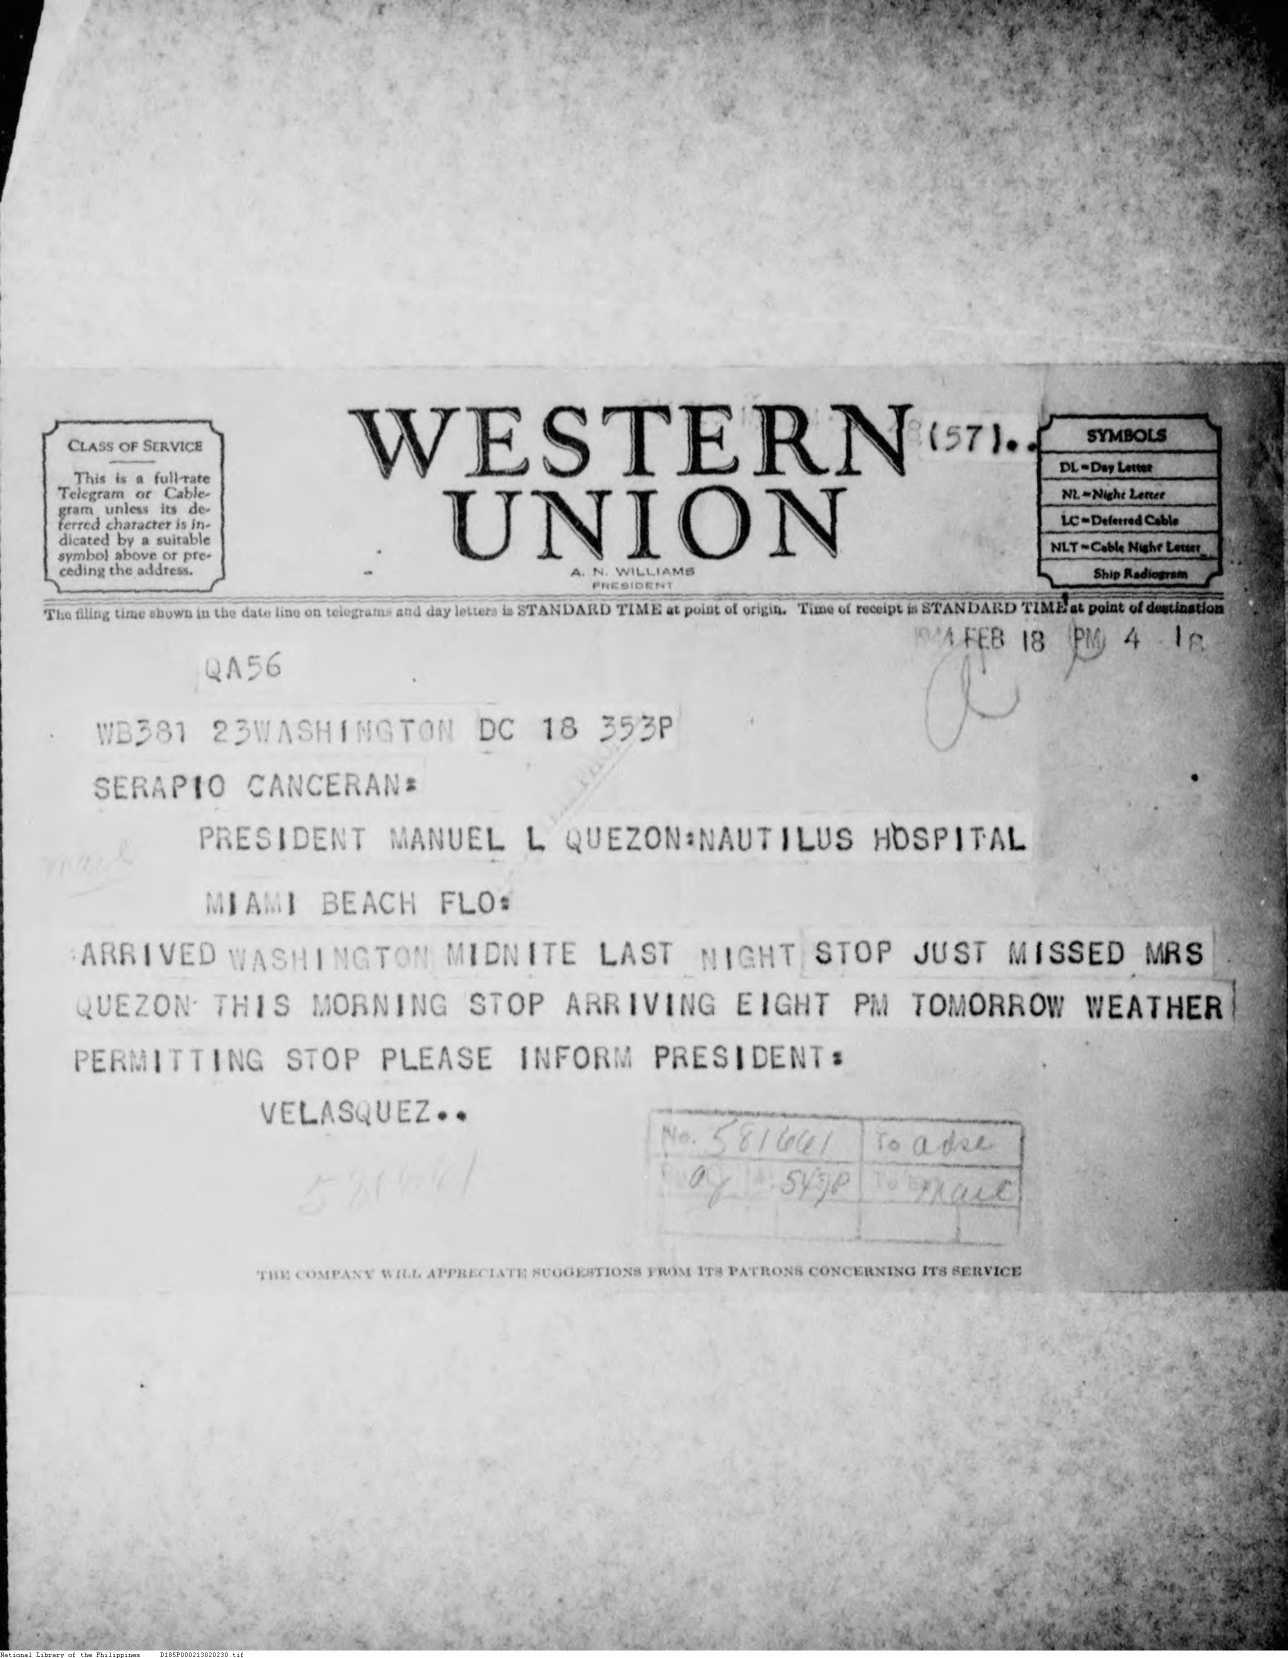 CLASS OF SERVICE
This is a full-rate
Telegram or Cable-
gram unless its de-
ferred character is in-
dicated by a suitable
symbol above or pre-
ceding the address.
WESTERN
UNION
(57)..
A. N. WILLIAMS
PRESIDENT
SYMBOLS
DL=Day Letter
NL=Night Letter
LC=Deferred Cable
NLT=Cable Night Letter
Ship Radiogram
The filing time shown in the date line on telegrams and day letters is STANDARD TIME at point of origin. Time of receipt is STANDARD TIME at point of destination
FEB 18 PM 4
QA56
WB381 23WASHINGTON DC 18 353P
SERAPIO CANCERAN:
PRESIDENT MANUEL L QUEZON:NAUTILUS HOSPITAL
MIAMI BEACH FLO:
ARRIVED WASHINGTON MIDNITE LAST NIGHT STOP JUST MISSED MRS
QUEZON THIS MORNING STOP ARRIVING EIGHT PM TOMORROW WEATHER
PERMITTING STOP PLEASE INFORM PRESIDENT:
VELASQUEZ..
No. 581661 To adse
mail
581661
THE COMPANY WILL APPRECIATE SUGGESTIONS FROM ITS PATRONS CONCERNING ITS SERVICE
National Library of the Philippines D185P000213020230.tif